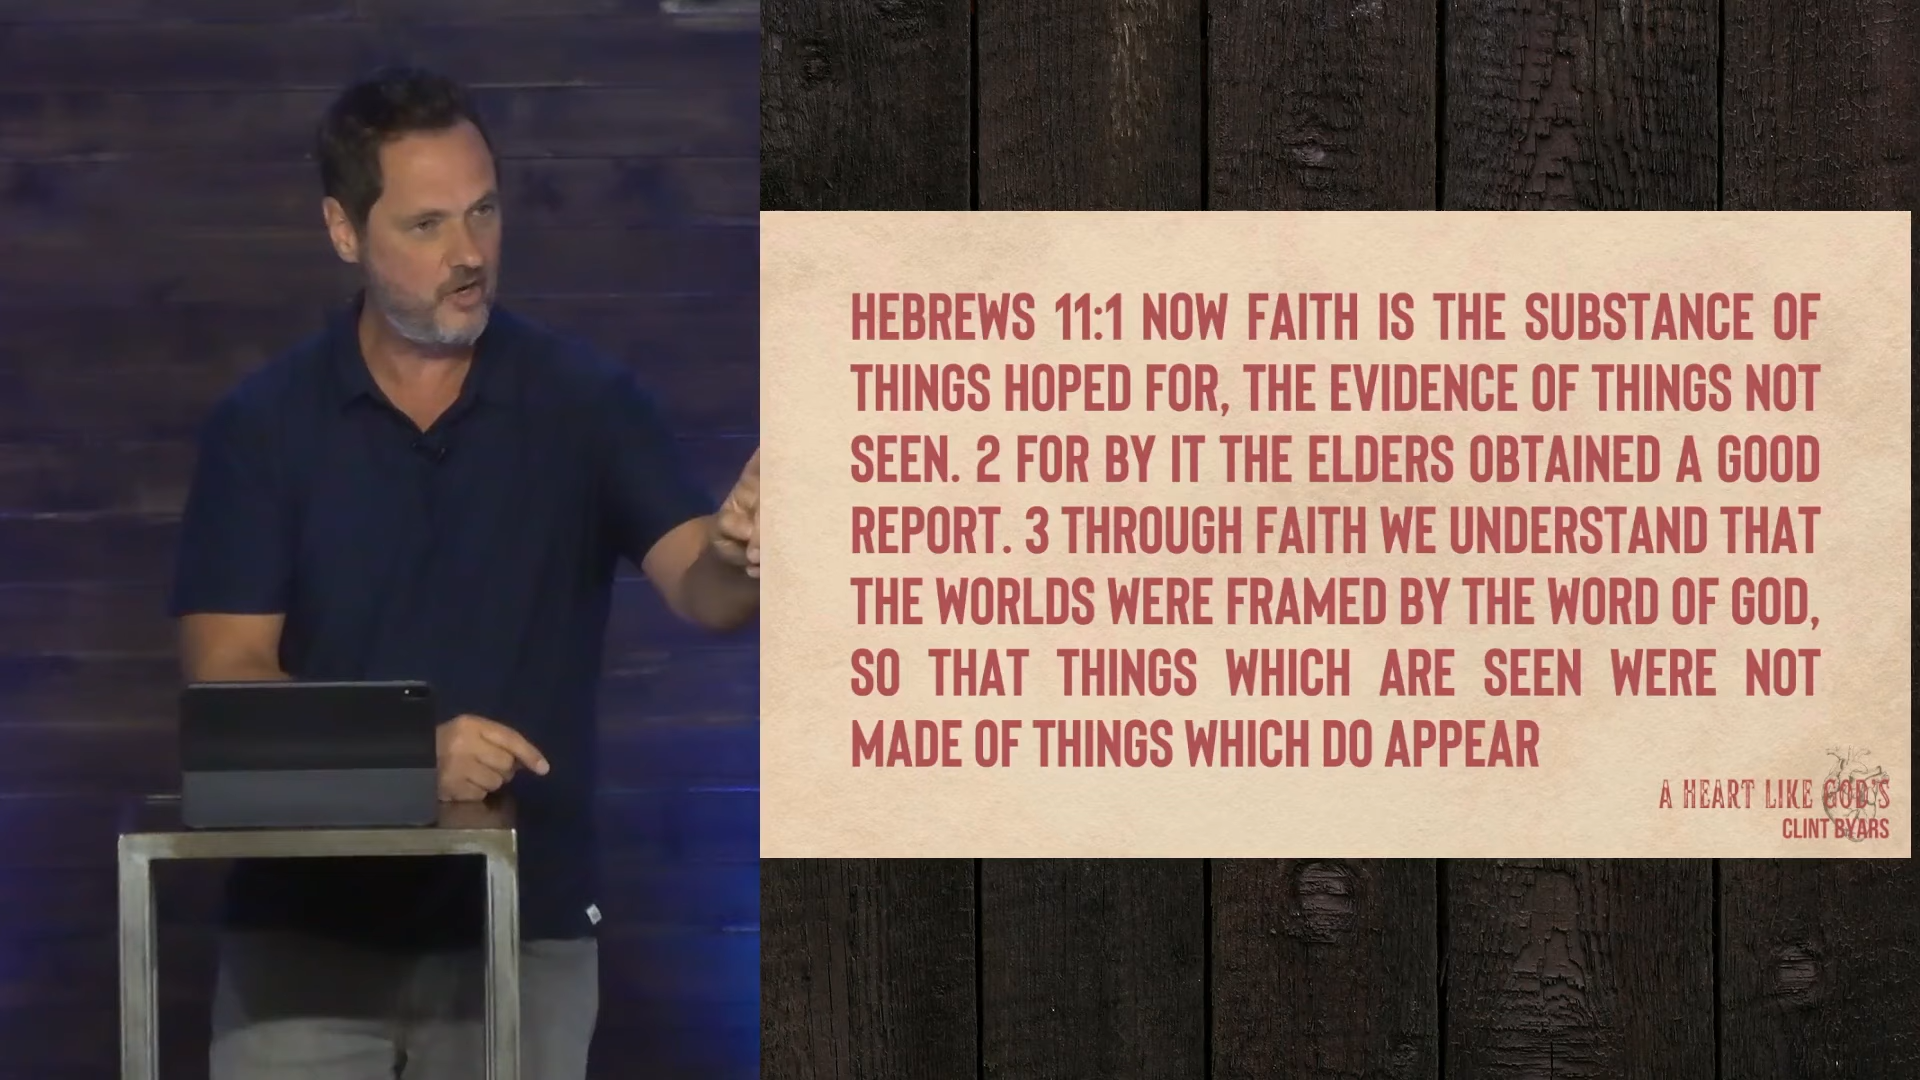 HEBREWS 11:1 NOW FAITH IS THE SUBSTANCE OF
THINGS HOPED FOR, THE EVIDENCE OF THINGS NOT
SEEN. 2 FOR BY IT THE ELDERS OBTAINED A GOOD
REPORT. 3 THROUGH FAITH WE UNDERSTAND THAT
THE WORLDS WERE FRAMED BY THE WORD OF GOD,
SO THAT THINGS WHICH ARE SEEN WERE NOT
MADE OF THINGS WHICH DO APPEAR
A HEART LIKE GOD'S
CLINT BYARS